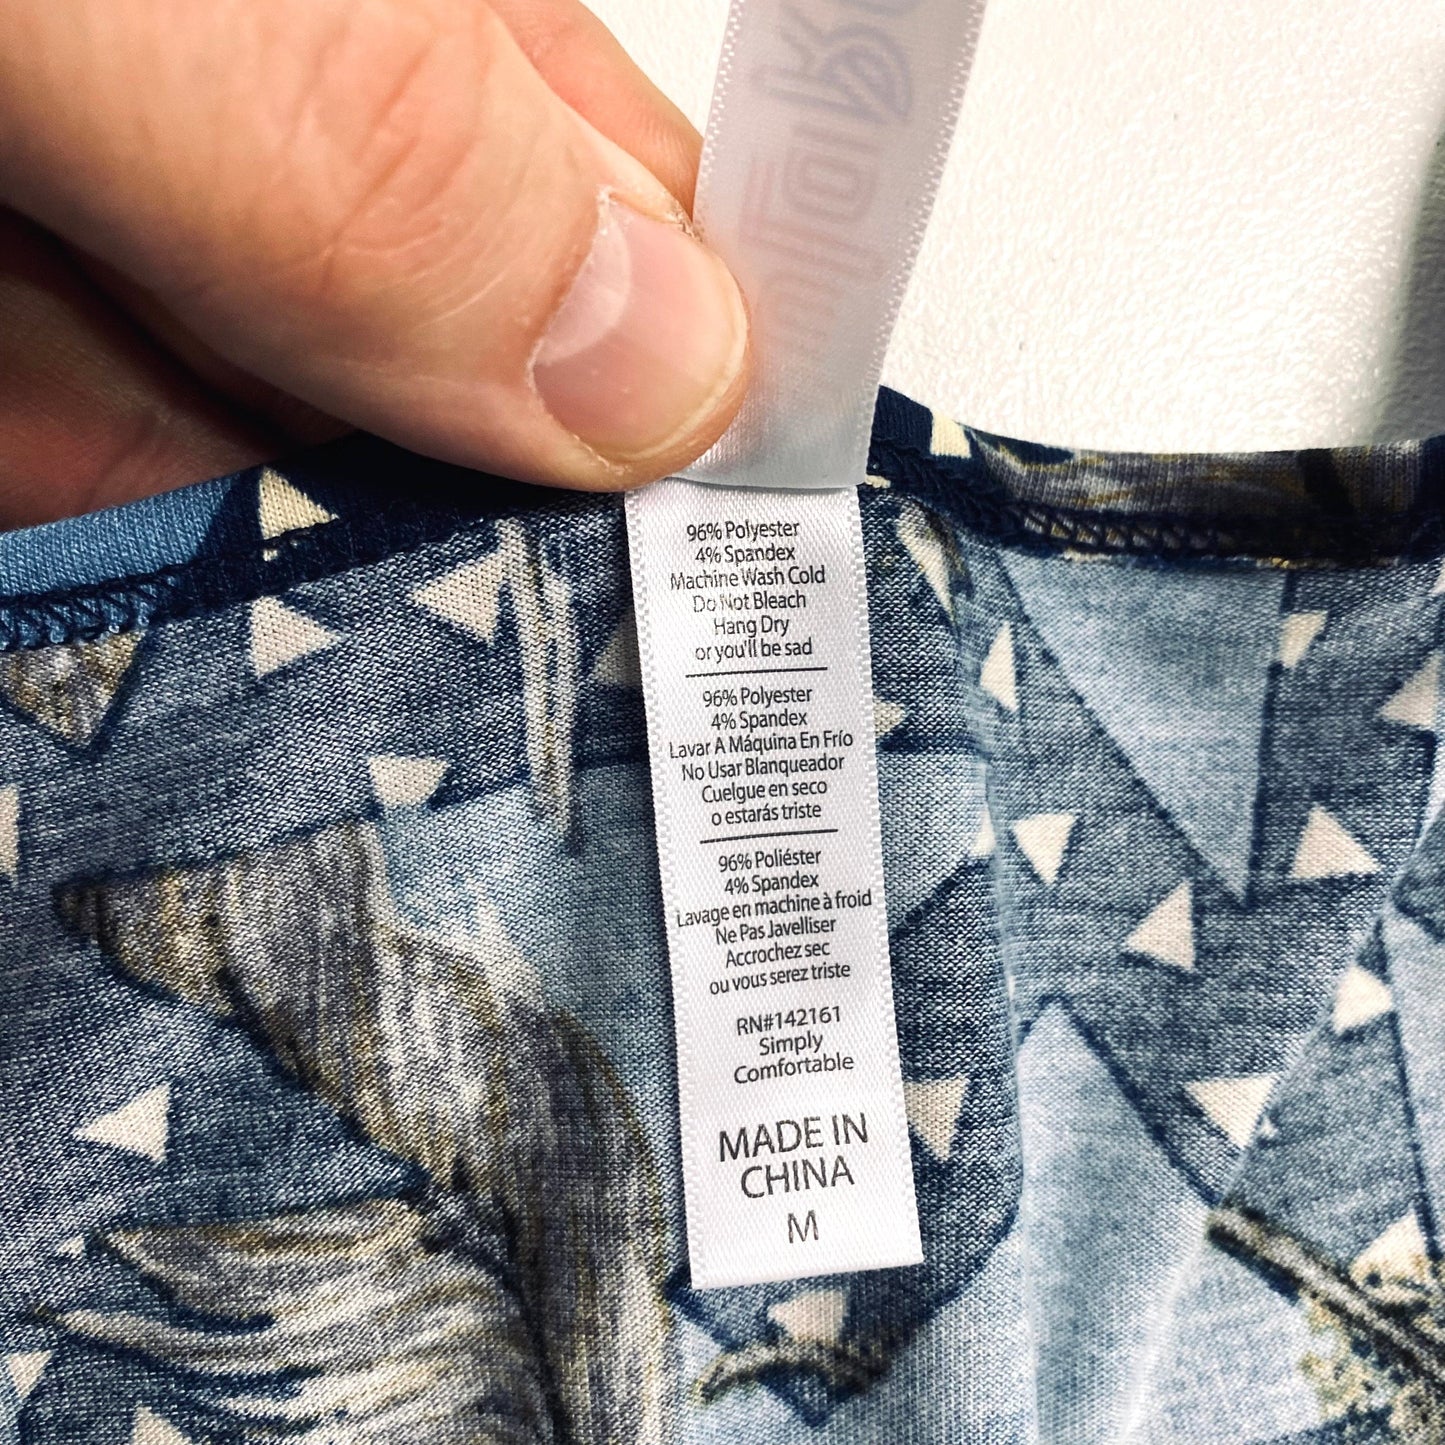 96% Polyester
4% Spandex
Machine Wash Cold
Do Not Bleach
Hang Dry
or you'll be sad
96% Polyester
4% Spandex
Lavar A Máquina En Frío
No Usar Blanqueador
Cuelgue en seco
o estarás triste
96% Poliéster
4% Spandex
Lavage en machine à froid
Ne Pas Javelliser
Accrochez sec
ou vous serez triste
RN#142161
Simply
Comfortable
MADE IN
CHINA
M